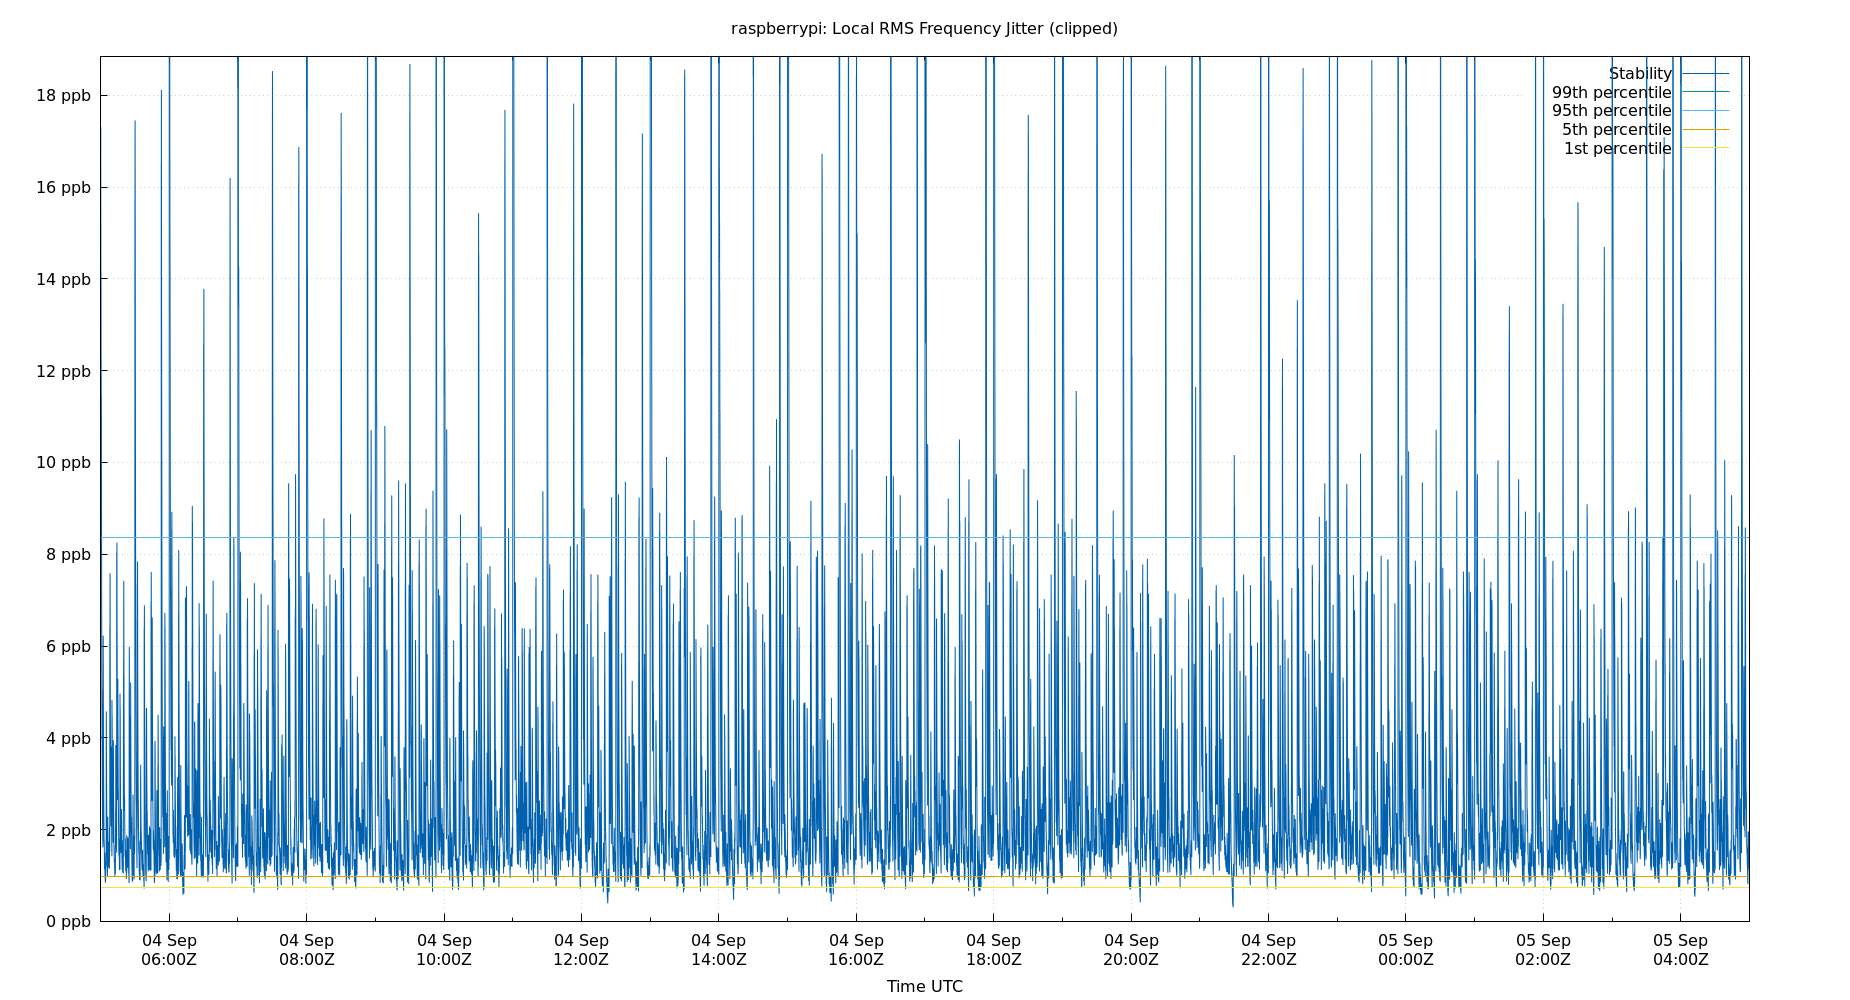 raspberrypi: Local RMS Frequency Jitter (clipped)
Stability
99th percentile
95th percentile
5th percentile
1st percentile
18 ppb
16 ppb
14 ppb
12 ppb
10 ppb
8 ppb
6 ppb
4 ppb
2 ppb
0 ppb
04 Sep 04 Sep 04 Sep 04 Sep 04 Sep 04 Sep 04 Sep 04 Sep 04 Sep 05 Sep 05 Sep 05 Sep
06:00Z 08:00Z 10:00Z 12:00Z 14:00Z 16:00Z 18:00Z 20:00Z 22:00Z 00:00Z 02:00Z 04:00Z
Time UTC